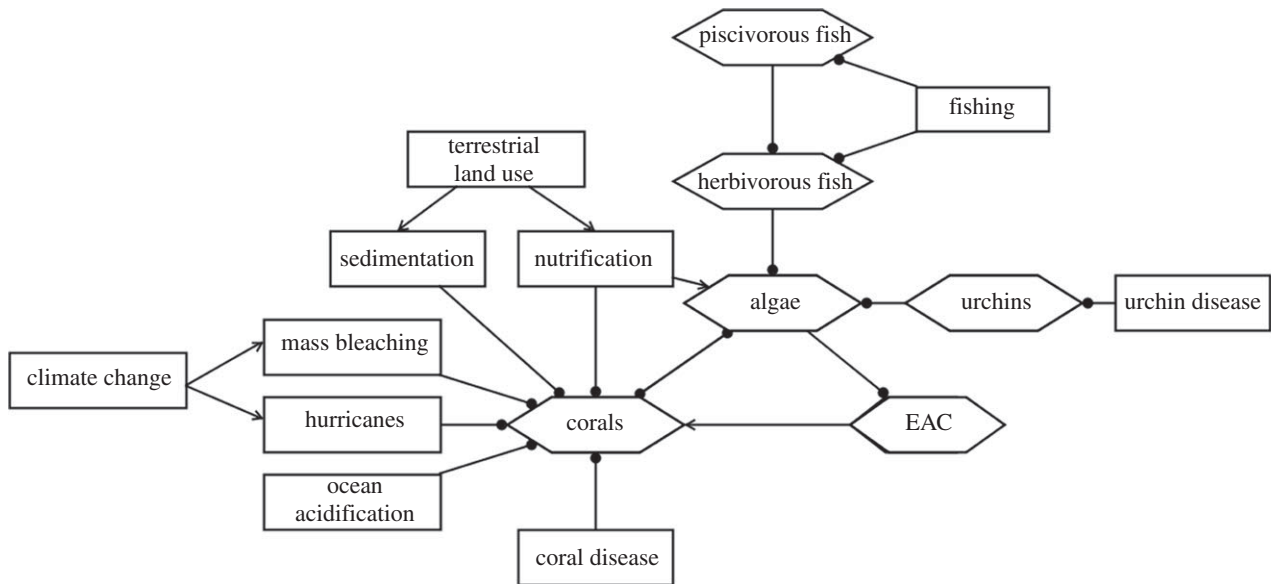 piscivorous fish
fishing
terrestrial
land use
herbivorous fish
sedimentation
nutrification
algae
urchins
urchin disease
mass bleaching
climate change
hurricanes
corals
EAC
ocean
acidification
coral disease